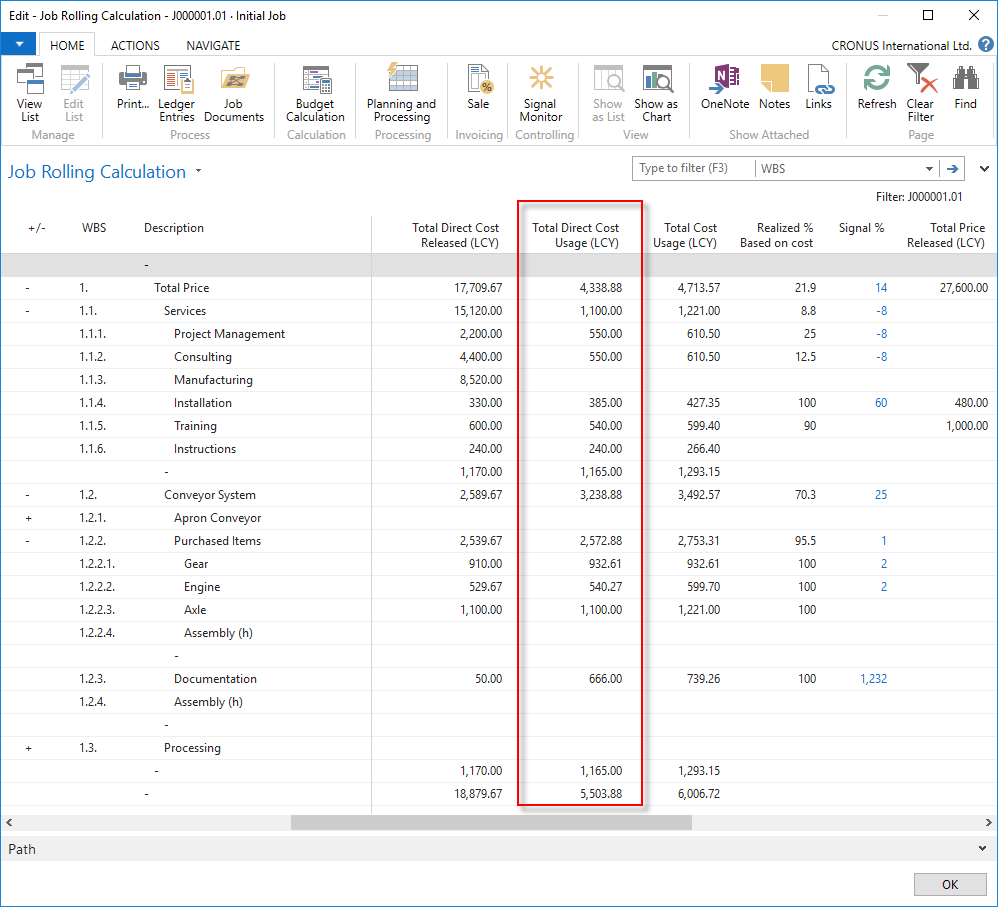 Edit - Job Rolling Calculation - J000001.01 · Initial Job
HOME ACTIONS NAVIGATE CRONUS International Ltd. ?
View List Edit List Print... Ledger Entries Job Documents Budget Calculation Planning and Processing Sale Signal Monitor Show as List Show as Chart OneNote Notes Links Refresh Clear Filter Find
Manage Process Calculation Processing Invoicing Controlling View Show Attached Page
Job Rolling Calculation Type to filter (F3) WBS
Filter: J000001.01
+/- WBS Description Total Direct Cost Released (LCY) Total Direct Cost Usage (LCY) Total Cost Usage (LCY) Realized % Based on cost Signal % Total Price Released (LCY)
-
- 1. Total Price 17,709.67 4,338.88 4,713.57 21.9 14 27,600.00
- 1.1. Services 15,120.00 1,100.00 1,221.00 8.8 -8
1.1.1. Project Management 2,200.00 550.00 610.50 25 -8
1.1.2. Consulting 4,400.00 550.00 610.50 12.5 -8
1.1.3. Manufacturing 8,520.00
1.1.4. Installation 330.00 385.00 427.35 100 60 480.00
1.1.5. Training 600.00 540.00 599.40 90 1,000.00
1.1.6. Instructions 240.00 240.00 266.40
- 1,170.00 1,165.00 1,293.15
- 1.2. Conveyor System 2,589.67 3,238.88 3,492.57 70.3 25
+ 1.2.1. Apron Conveyor
- 1.2.2. Purchased Items 2,539.67 2,572.88 2,753.31 95.5 1
1.2.2.1. Gear 910.00 932.61 932.61 100 2
1.2.2.2. Engine 529.67 540.27 599.70 100 2
1.2.2.3. Axle 1,100.00 1,100.00 1,221.00 100
1.2.2.4. Assembly (h)
-
1.2.3. Documentation 50.00 666.00 739.26 100 1,232
1.2.4. Assembly (h)
-
+ 1.3. Processing
- 1,170.00 1,165.00 1,293.15
- 18,879.67 5,503.88 6,006.72
Path
OK